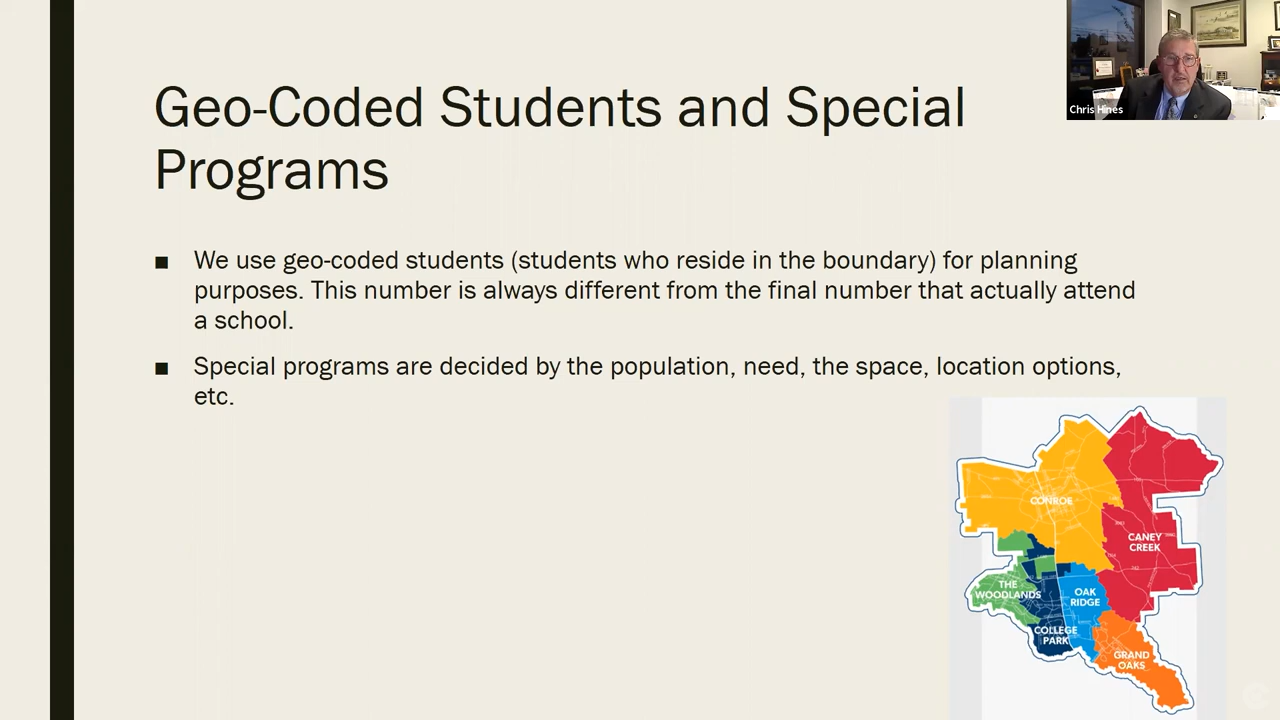 Geo-Coded Students and Special
Programs
Chris Hines
■ We use geo-coded students (students who reside in the boundary) for planning
purposes. This number is always different from the final number that actually attend
a school.
■ Special programs are decided by the population, need, the space, location options,
etc.
CONROE
CANEY
CREEK
THE
WOODLANDS
OAK
RIDGE
COLLEGE
PARK
GRAND
OAKS